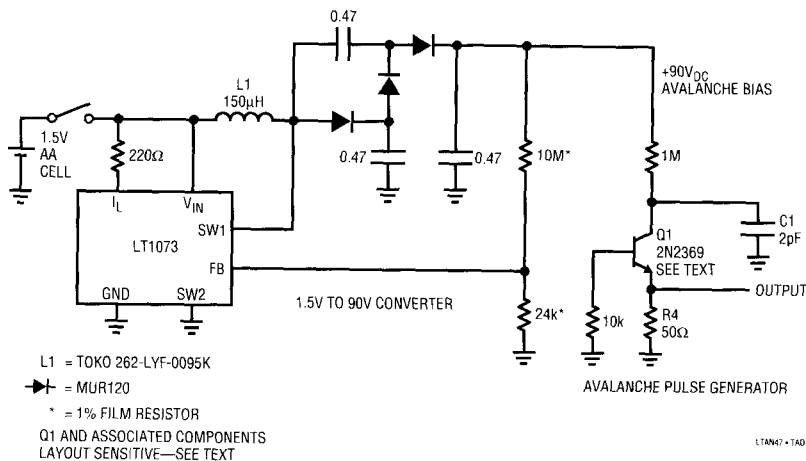 0.47
L1
150µH
+90VDC
AVALANCHE BIAS
1.5V
AA
CELL
220Ω
0.47
0.47
10M*
1M
IL
VIN
SW1
LT1073
FB
GND
SW2
C1
2pF
Q1
2N2369
SEE TEXT
OUTPUT
1.5V TO 90V CONVERTER
24k*
10k
R4
50Ω
L1 = TOKO 262-LYF-0095K
= MUR120
* = 1% FILM RESISTOR
Q1 AND ASSOCIATED COMPONENTS
LAYOUT SENSITIVE—SEE TEXT
AVALANCHE PULSE GENERATOR
LTAN47 • TAD